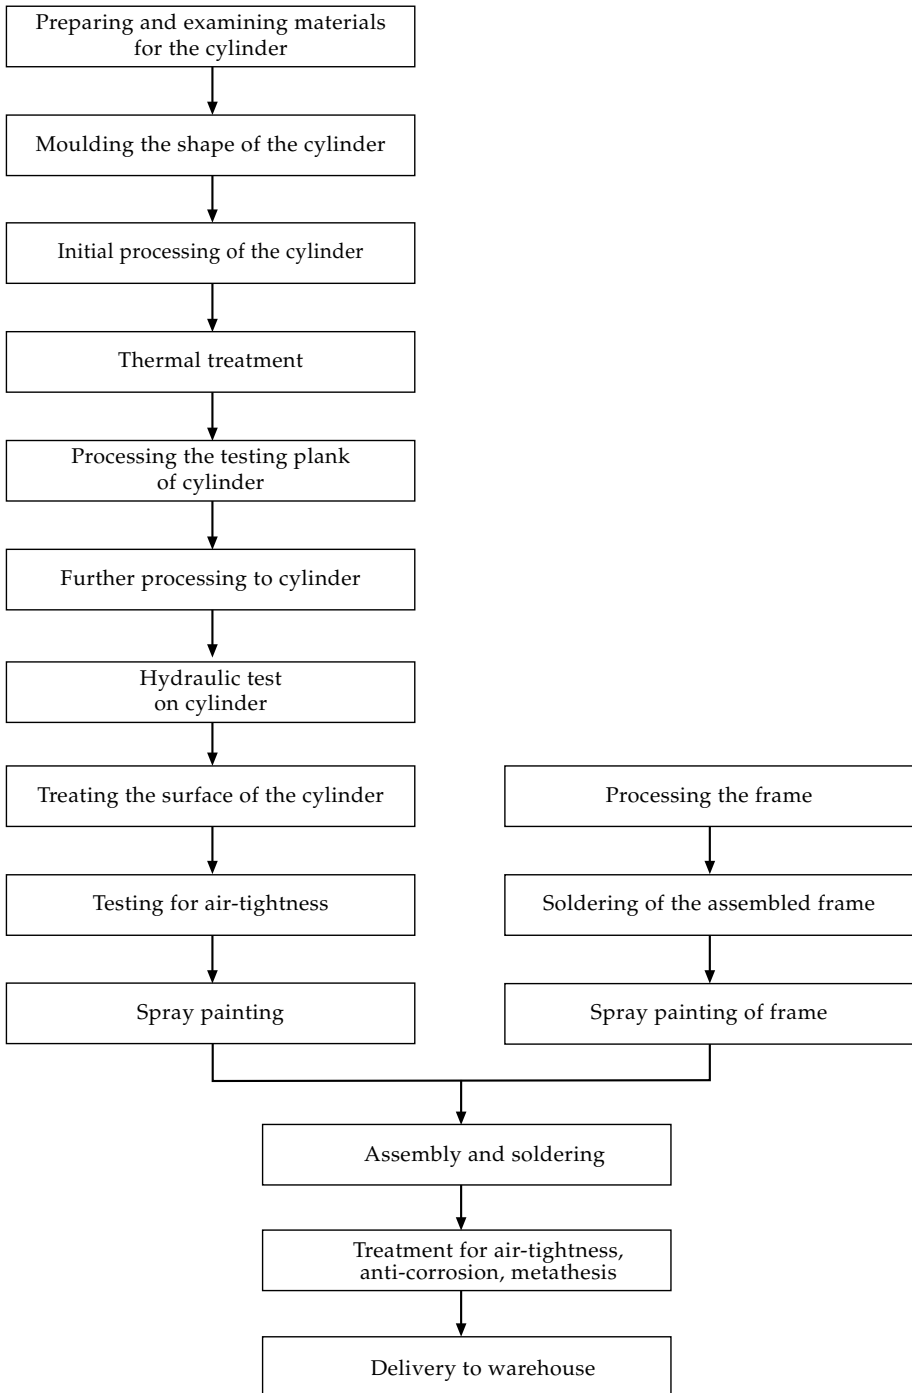 Preparing and examining materials
for the cylinder
Moulding the shape of the cylinder
Initial processing of the cylinder
Thermal treatment
Processing the testing plank
of cylinder
Further processing to cylinder
Hydraulic test
on cylinder
Treating the surface of the cylinder
Testing for air-tightness
Spray painting
Processing the frame
Soldering of the assembled frame
Spray painting of frame
Assembly and soldering
Treatment for air-tightness,
anti-corrosion, metathesis
Delivery to warehouse